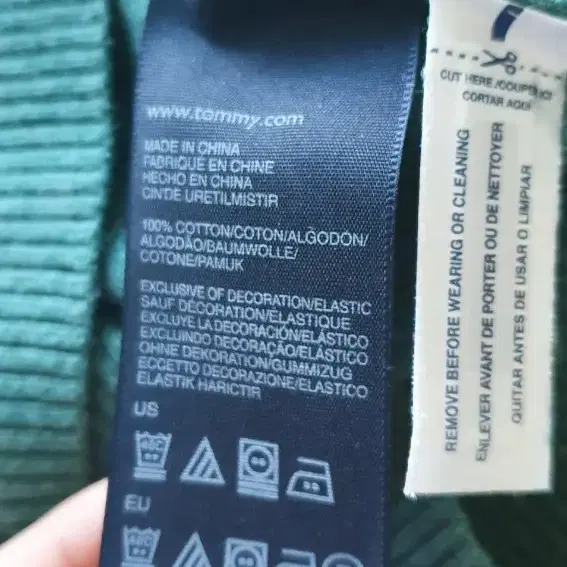 www.tommy.com
MADE IN CHINA
FABRIQUE EN CHINE
HECHO EN CHINA
CIN'DE URETILMISTIR
100% COTTON/COTON/ALGODÓN/
ALGODÃO/BAUMWOLLE/
COTONE/PAMUK
EXCLUSIVE OF DECORATION/ELASTIC
SAUF DÉCORATION/ELASTIQUE
EXCLUYE LA DECORACIÓN/ELÁSTICO
EXCLUINDO DECORAÇÃO/ELÁSTICO
OHNE DEKORATION/GUMMIZUG
ECCETTO DECORAZIONE/ELASTICO
ELASTIK HARICTIR
US
EU
CUT HERE/COUPER ICI
CORTAR AQUI
REMOVE BEFORE WEARING OR CLEANING
ENLEVER AVANT DE PORTER OU DE NETTOYER
QUITAR ANTES DE USAR O LIMPIAR